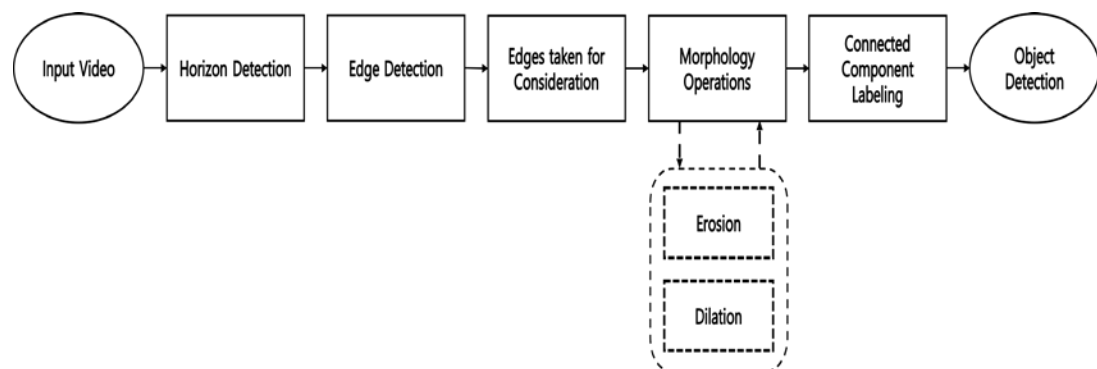 Input Video
Horizon Detection
Edge Detection
Edges taken for
Consideration
Morphology
Operations
Connected
Component
Labeling
Object
Detection
Erosion
Dilation